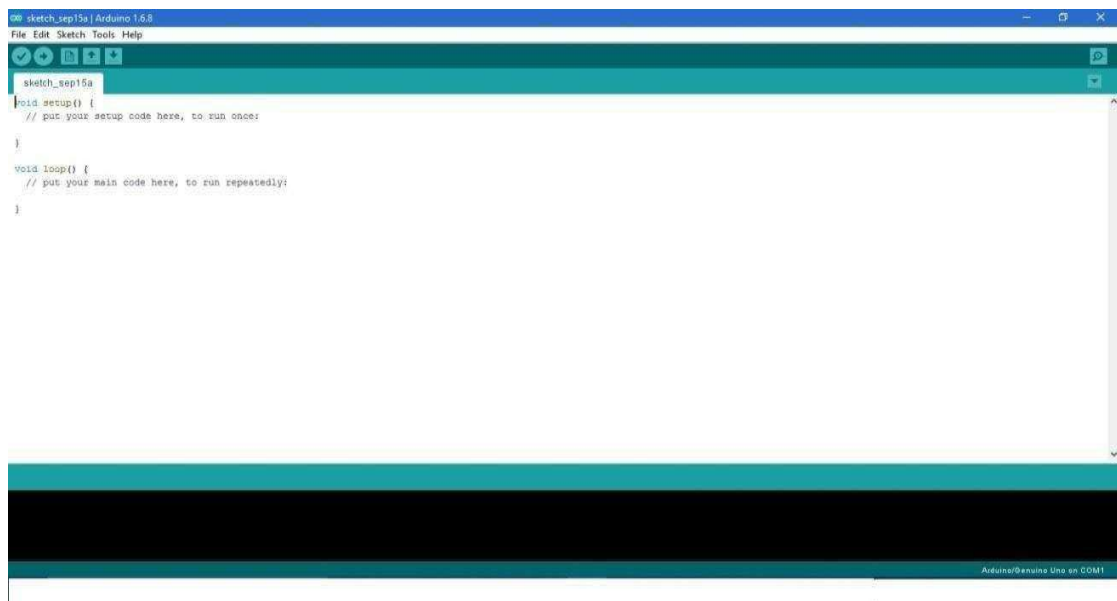 sketch_sep15a | Arduino 1.6.8
File Edit Sketch Tools Help
sketch_sep15a
void setup() {
// put your setup code here, to run once:
}
void loop() {
// put your main code here, to run repeatedly:
}
Arduino/Genuino Uno on COM1